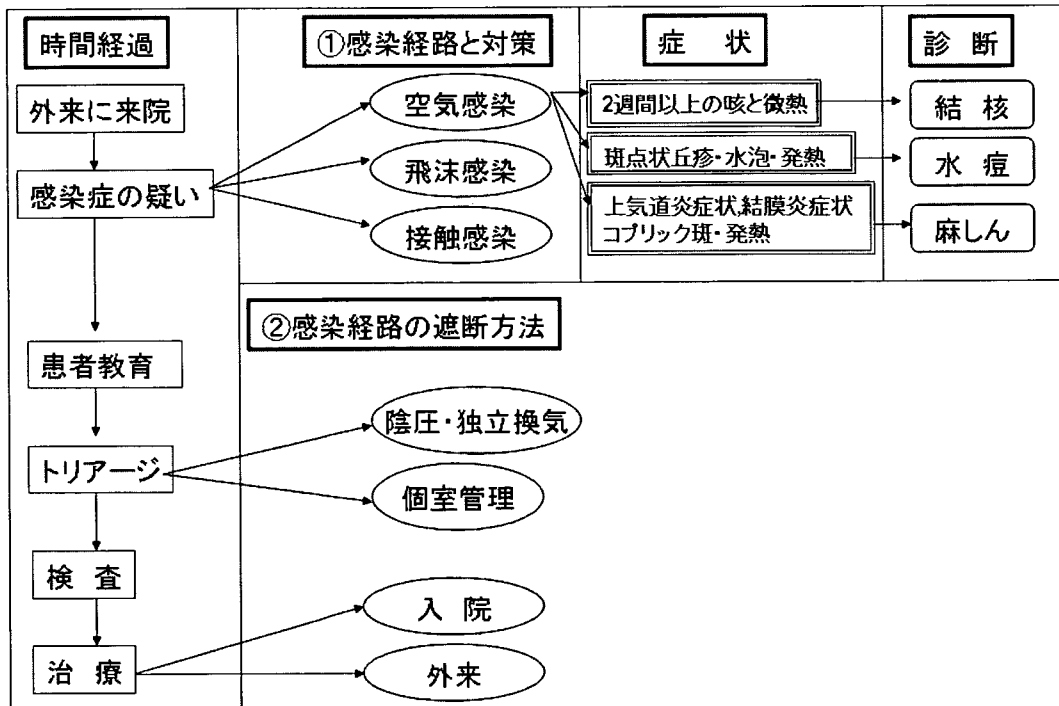 時間経過
①感染経路と対策
症 状
診 断
外来に来院
空気感染
2週間以上の咳と微熱
結 核
感染症の疑い
飛沫感染
斑点状丘疹・水泡・発熱
水 痘
接触感染
上気道炎症状,結膜炎症状
コプリック斑・発熱
麻しん
②感染経路の遮断方法
患者教育
トリアージ
陰圧・独立換気
個室管理
検 査
治 療
入 院
外来